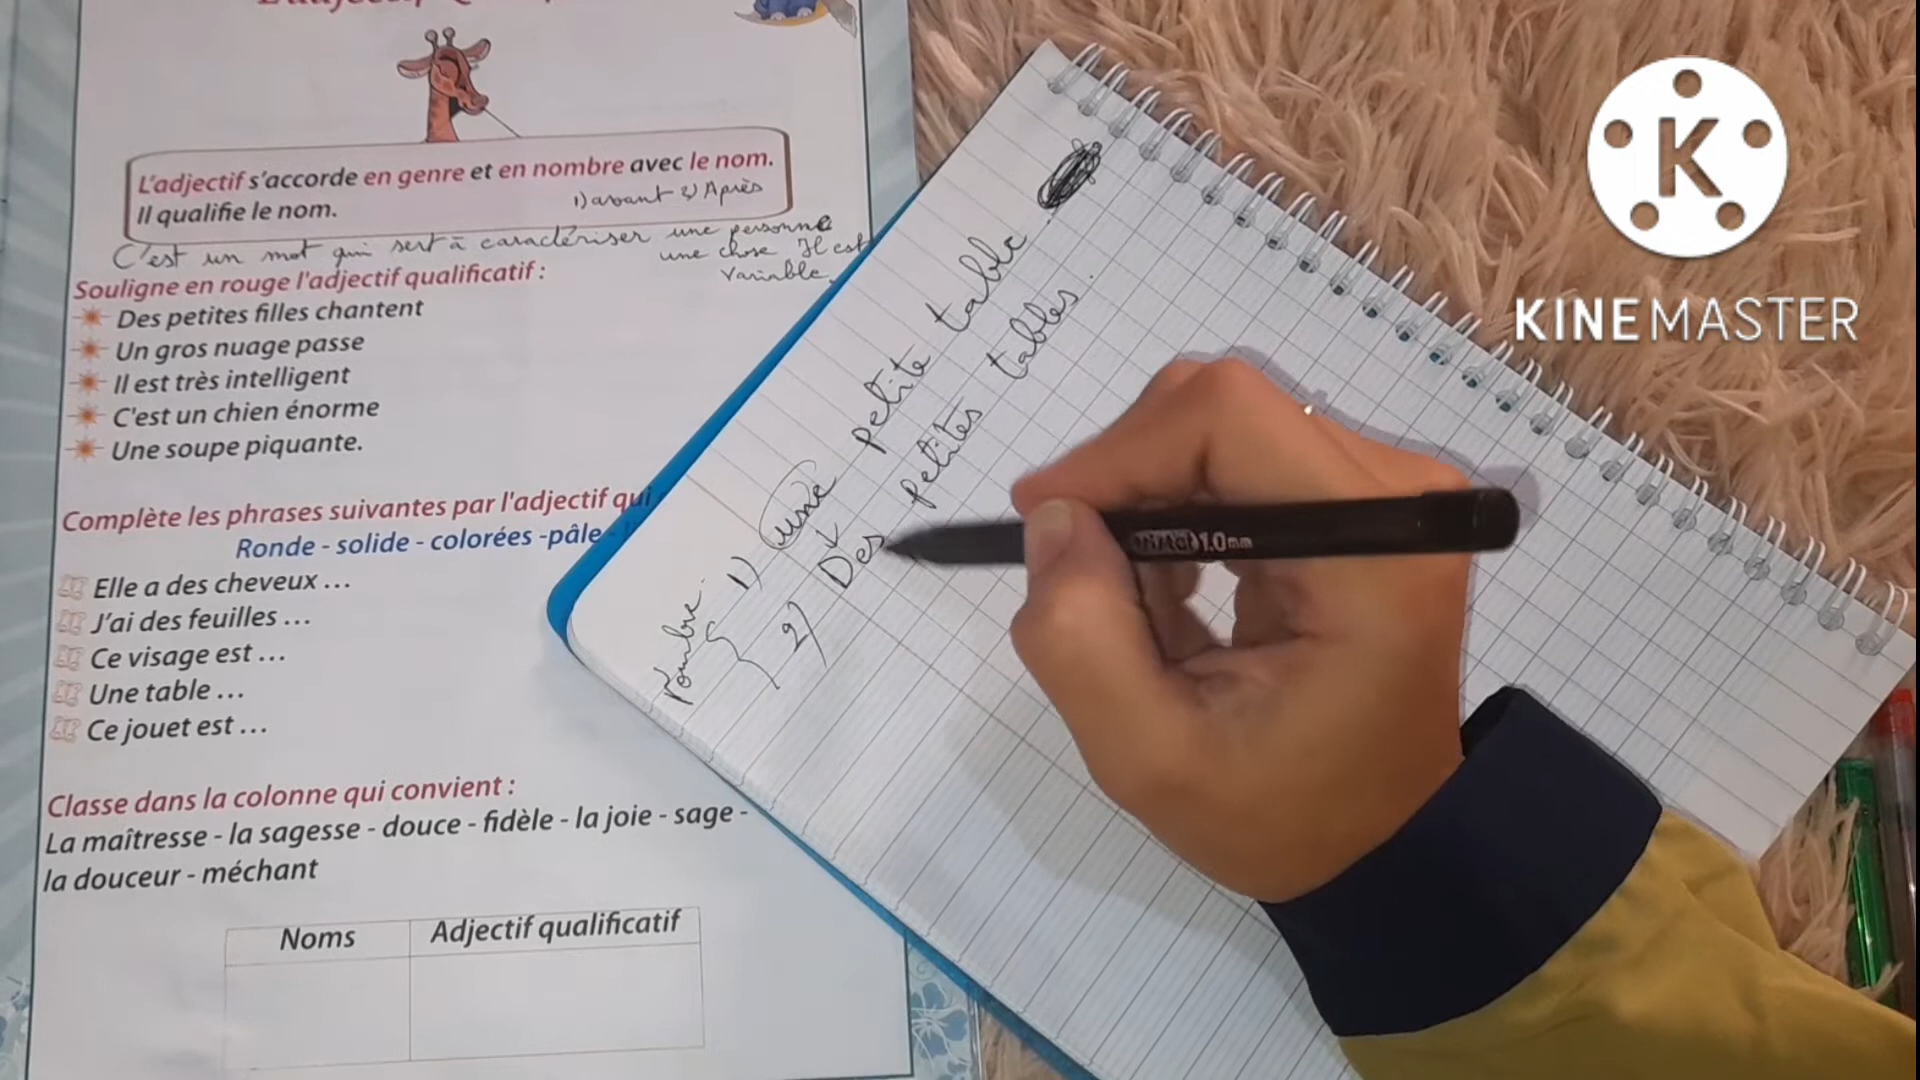 L'adjectif s'accorde en genre et en nombre avec le nom.
Il qualifie le nom.
1) avant 2) Après
C'est un mot qui sert à caractériser une personne
une chose Il est
variable
Souligne en rouge l'adjectif qualificatif :
Des petites filles chantent
Un gros nuage passe
Il est très intelligent
C'est un chien énorme
Une soupe piquante.
Complète les phrases suivantes par l'adjectif qui
Ronde - solide - colorées -pâle -
Elle a des cheveux ...
J'ai des feuilles ...
Ce visage est ...
Une table ...
Ce jouet est ...
Classe dans la colonne qui convient :
La maîtresse - la sagesse - douce - fidèle - la joie - sage -
la douceur - méchant
Noms
Adjectif qualificatif
Nombre.
1) une petite table.
2) Des petites tables.
cristal 1.0mm
K
KINEMASTER